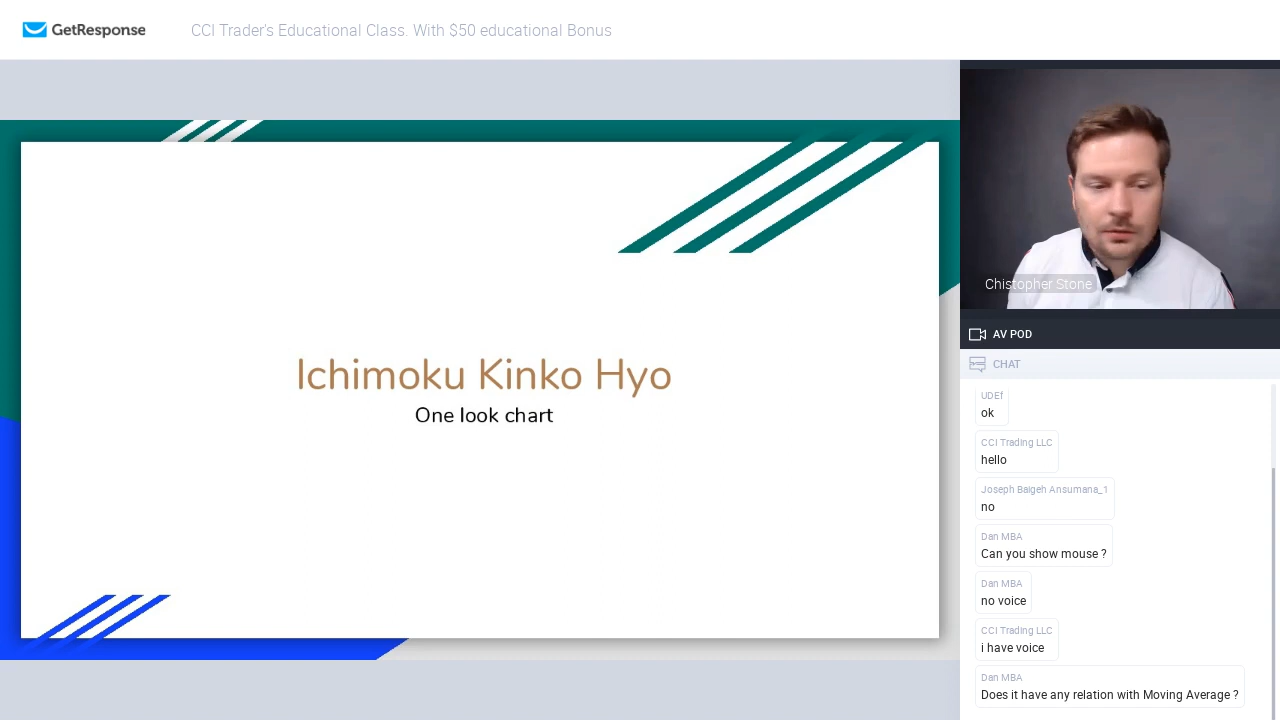 GetResponse
CCI Trader's Educational Class. With $50 educational Bonus
Ichimoku Kinko Hyo
One look chart
Chistopher Stone
AV POD
CHAT
UDEf
ok
CCI Trading LLC
hello
Joseph Baigeh Ansumana_1
no
Dan MBA
Can you show mouse ?
Dan MBA
no voice
CCI Trading LLC
i have voice
Dan MBA
Does it have any relation with Moving Average ?